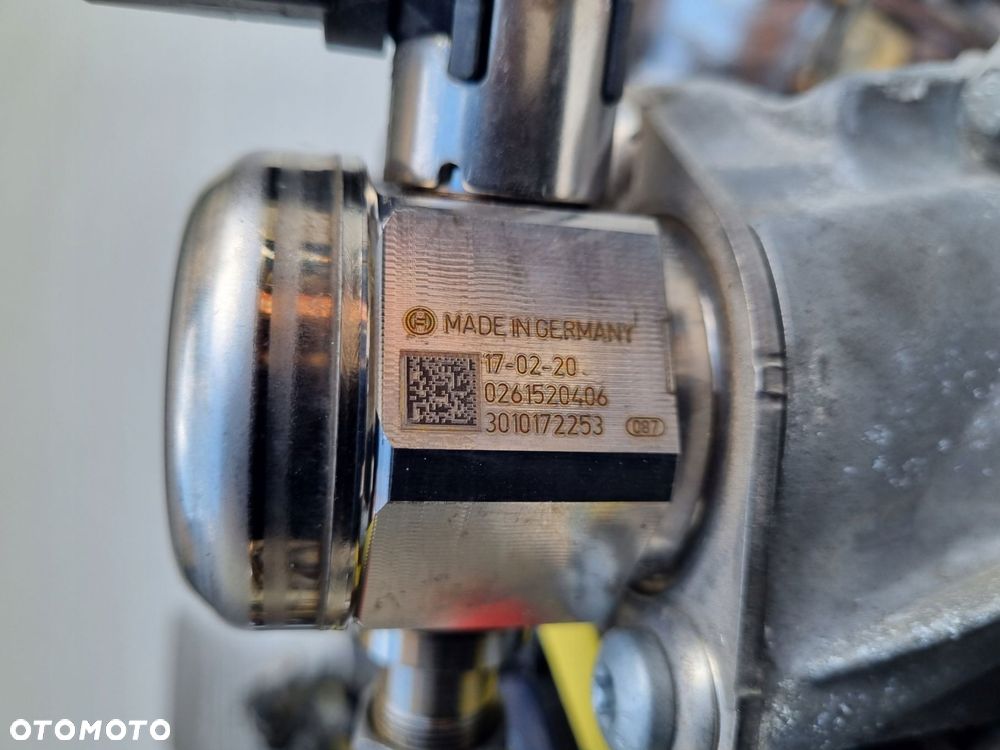 MADE IN GERMANY
17-02-20
0261520406
3010172253 087
OTOMOTO